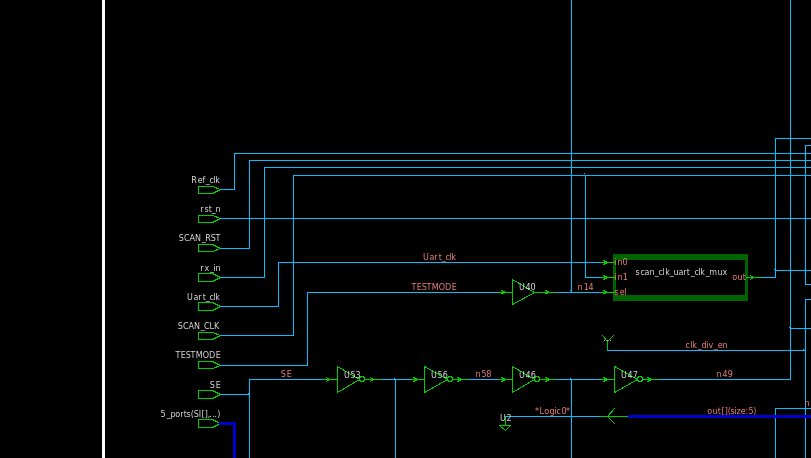 Ref_clk
rst_n
SCAN_RST
rx_in
Uart_clk
SCAN_CLK
TESTMODE
SE
5_ports(SI[],...)
Uart_clk
TESTMODE
U40
n14
in0
in1
sel
scan_clk_uart_clk_mux
out
clk_div_en
SE
U53
U56
n58
U46
U47
n49
U2
*Logic0*
out[](size:5)
n